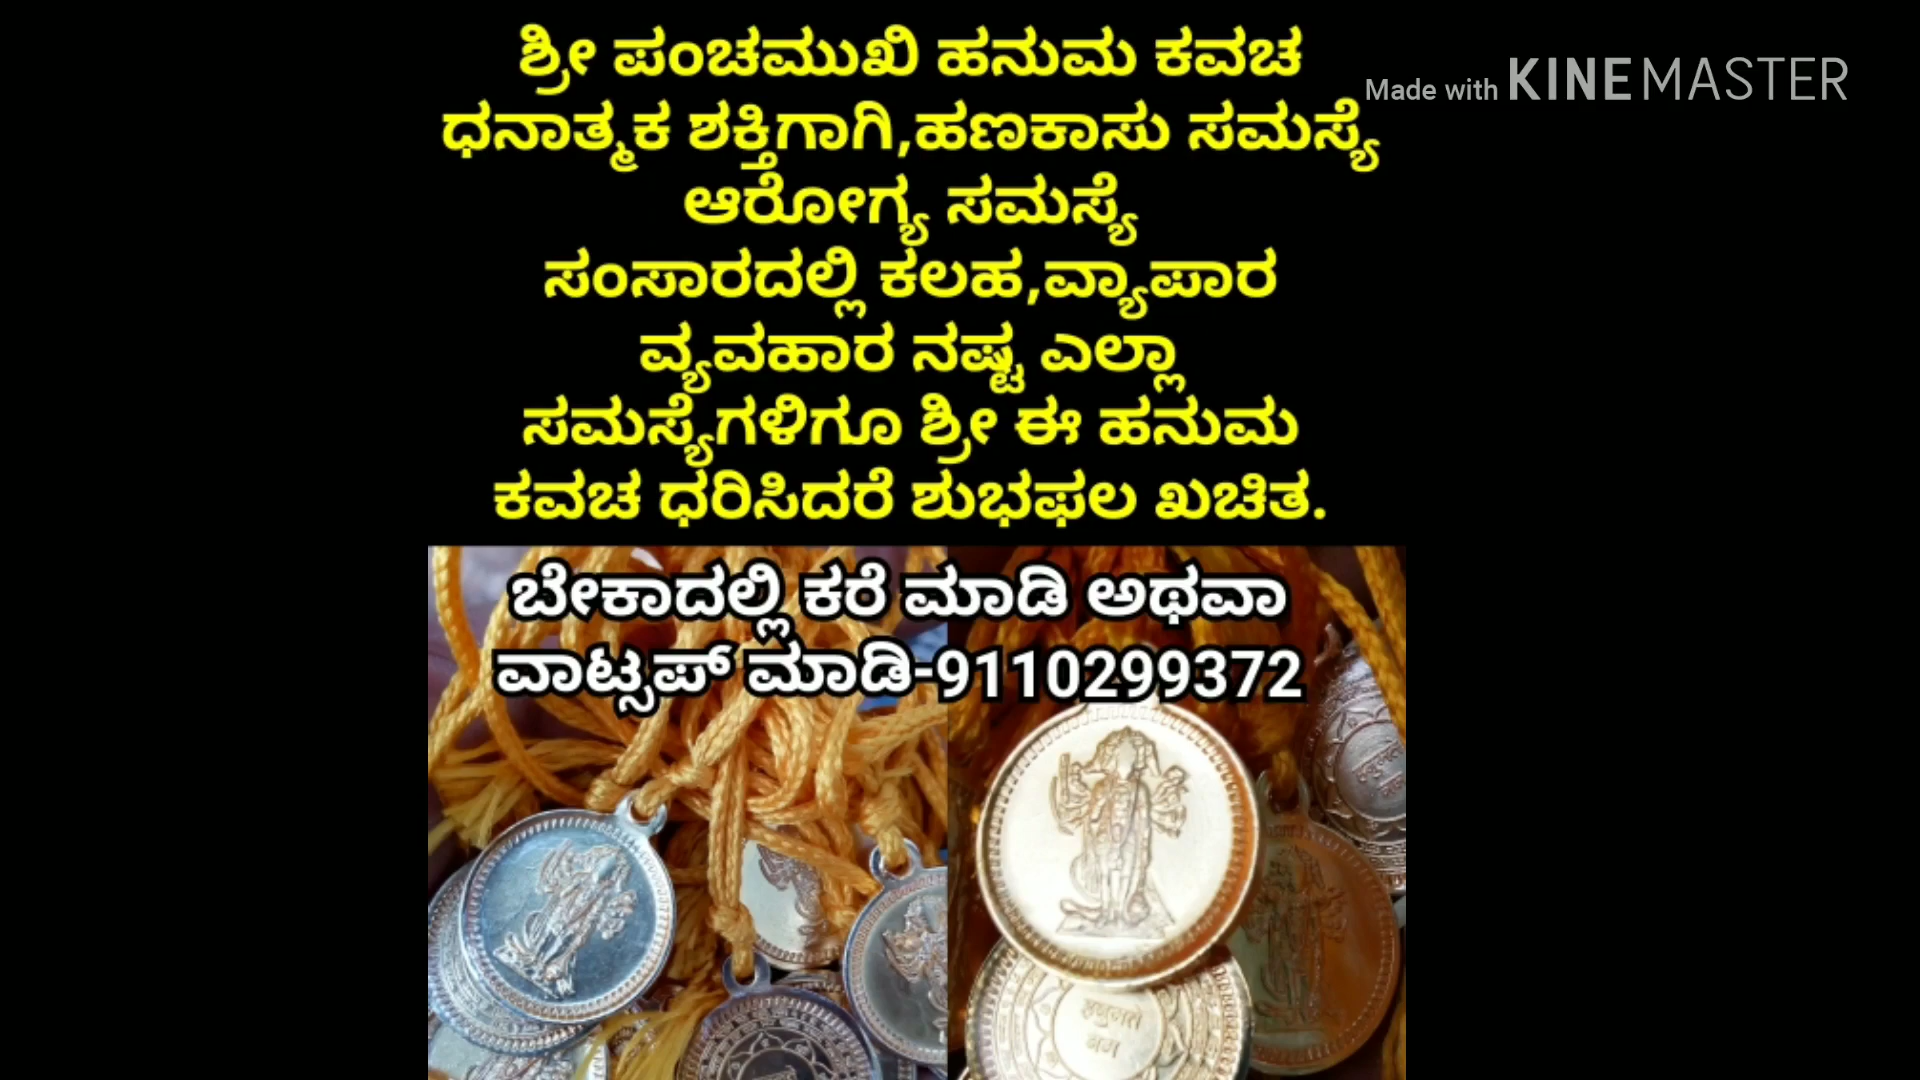 ಶ್ರೀ ಪಂಚಮುಖಿ ಹನುಮ ಕವಚ
Made with KINEMASTER
ಧನಾತ್ಮಕ ಶಕ್ತಿಗಾಗಿ,ಹಣಕಾಸು ಸಮಸ್ಯೆ
ಆರೋಗ್ಯ ಸಮಸ್ಯೆ
ಸಂಸಾರದಲ್ಲಿ ಕಲಹ,ವ್ಯಾಪಾರ
ವ್ಯವಹಾರ ನಷ್ಟ ಎಲ್ಲಾ
ಸಮಸ್ಯೆಗಳಿಗೂ ಶ್ರೀ ಈ ಹನುಮ
ಕವಚ ಧರಿಸಿದರೆ ಶುಭಫಲ ಖಚಿತ.
ಬೇಕಾದಲ್ಲಿ ಕರೆ ಮಾಡಿ ಅಥವಾ
ವಾಟ್ಸಪ್ ಮಾಡಿ-9110299372